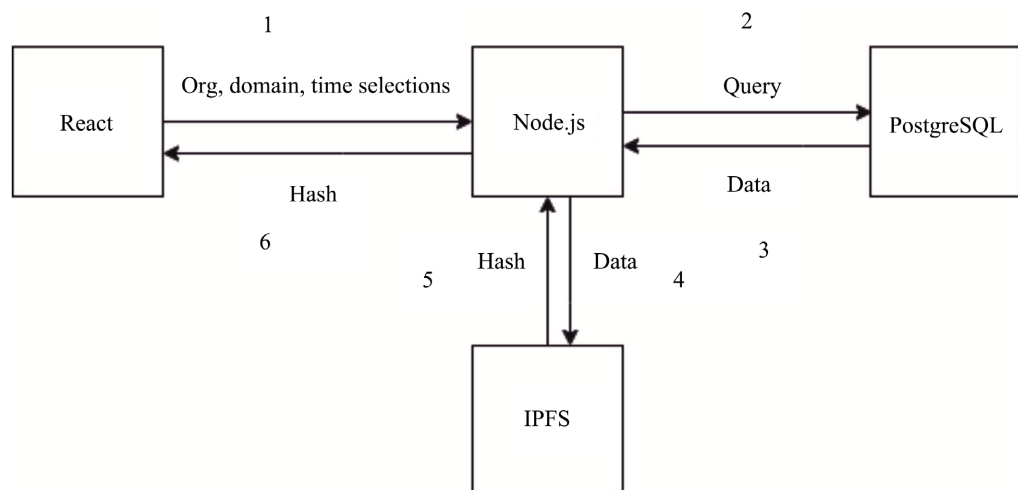 1
2
Org, domain, time selections
Query
React
Node.js
PostgreSQL
Hash
Data
6
3
5
Hash
Data
4
IPFS